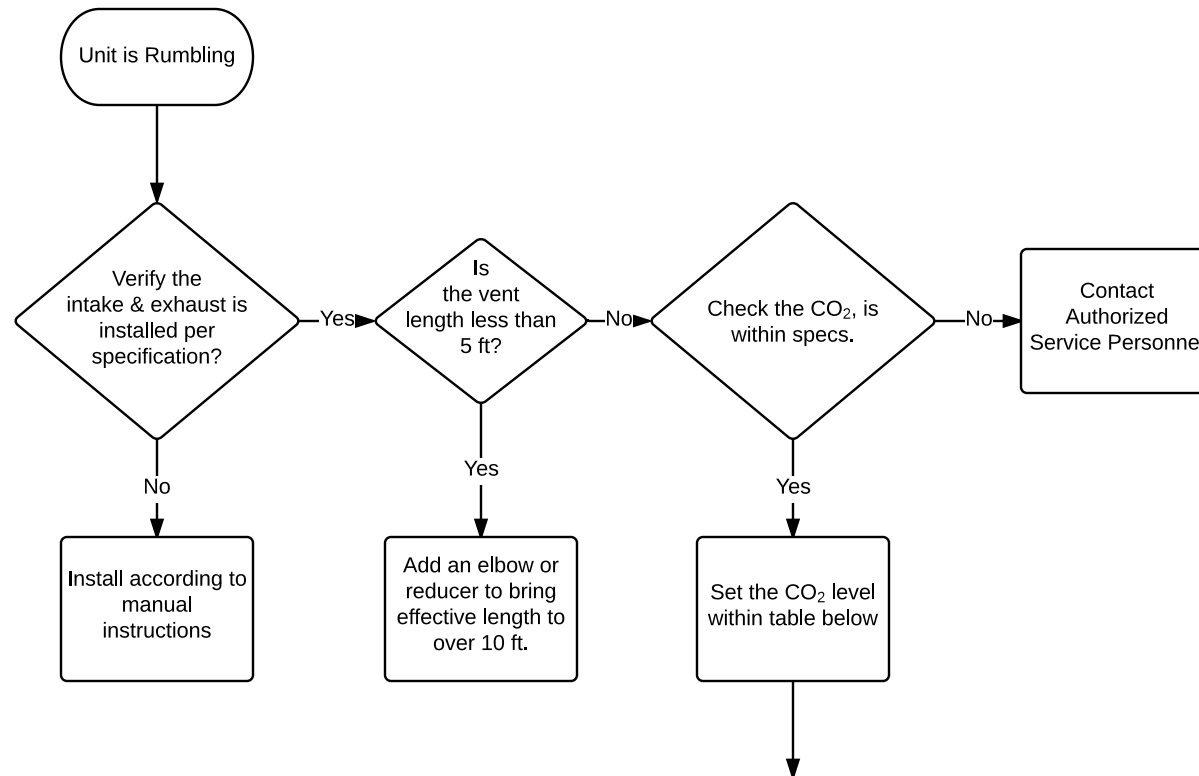 Unit is Rumbling
Verify the
intake & exhaust is
installed per
specification?
Yes
Is
the vent
length less than
5 ft?
No
Check the CO₂, is
within specs.
No
Contact
Authorized
Service Personne
No
Yes
Yes
Install according to
manual
instructions
Add an elbow or
reducer to bring
effective length to
over 10 ft.
Set the CO₂ level
within table below